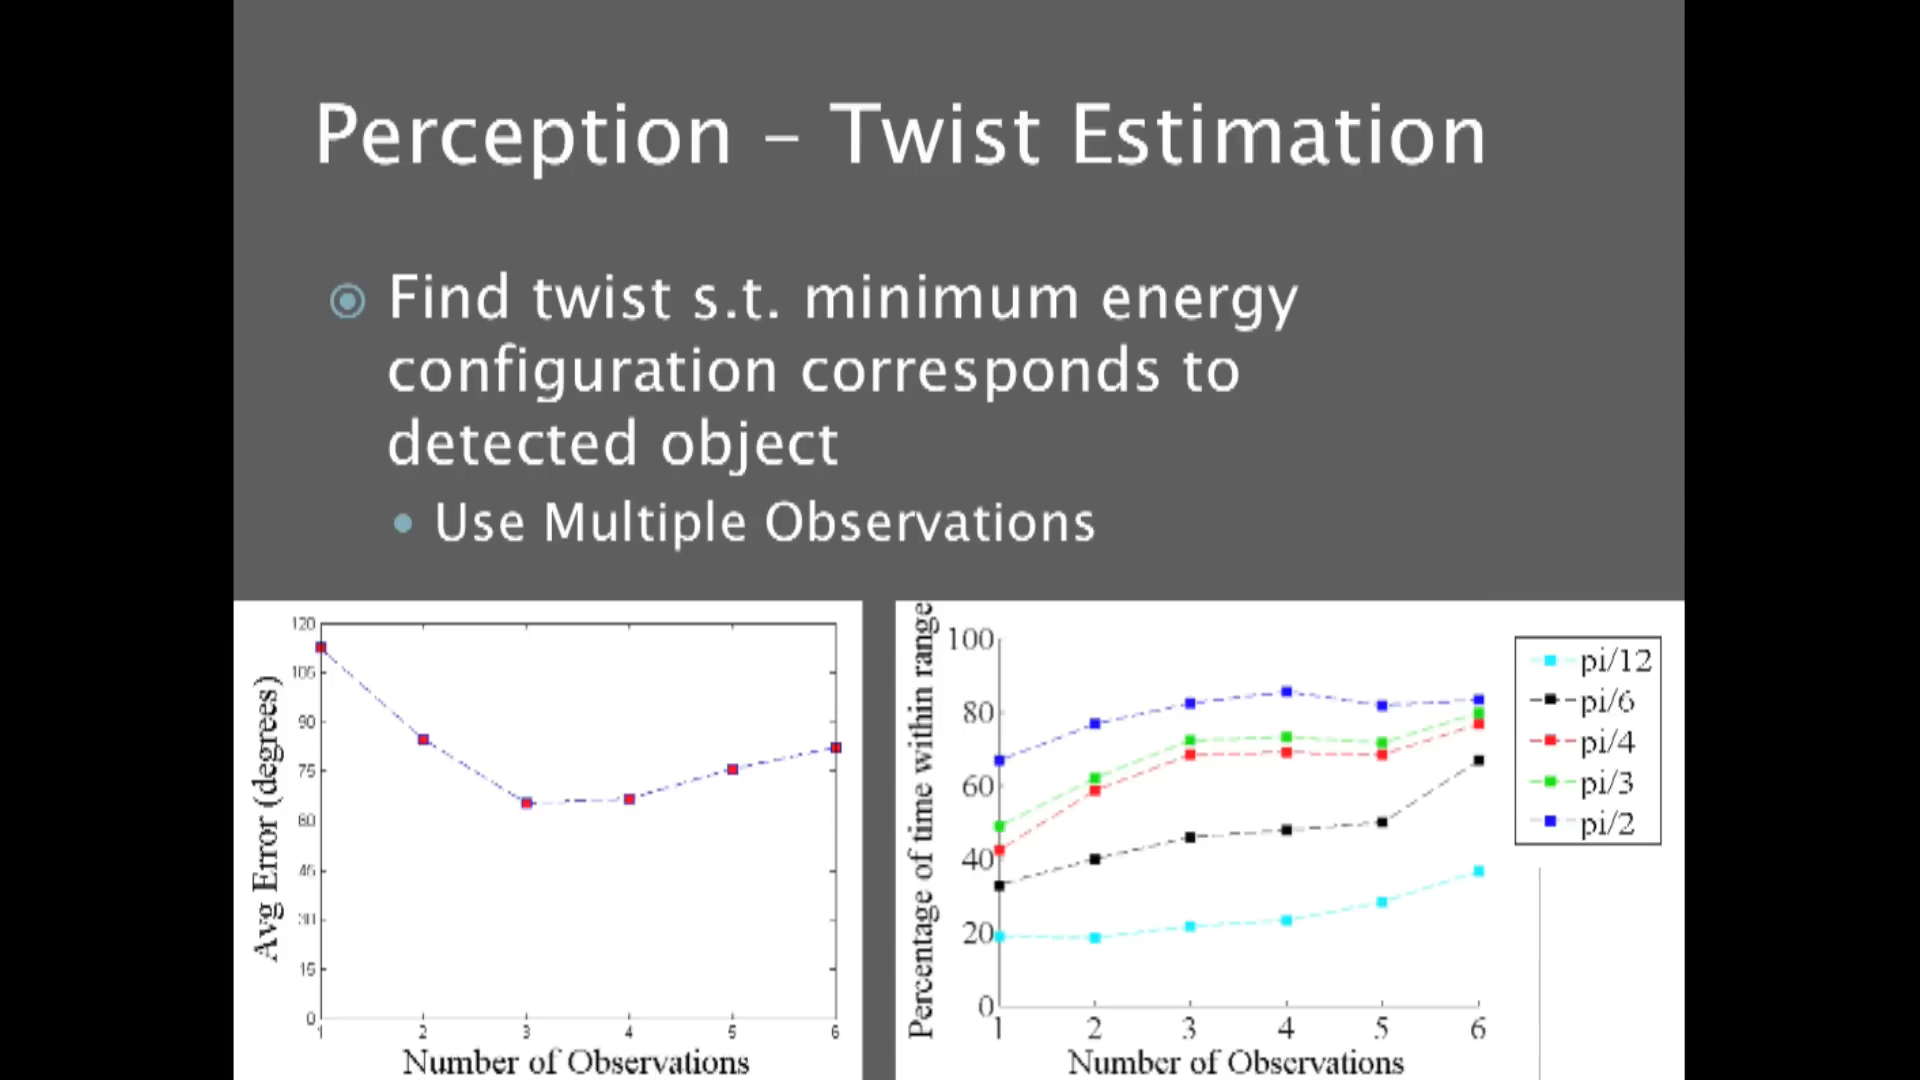 Perception – Twist Estimation
Find twist s.t. minimum energy
configuration corresponds to
detected object
Use Multiple Observations
Avg Error (degrees)
120
105
90
75
60
45
30
15
0
1 2 3 4 5 6
Number of Observations
Percentage of time within range
100
80
60
40
20
0
1 2 3 4 5 6
Number of Observations
pi/12
pi/6
pi/4
pi/3
pi/2